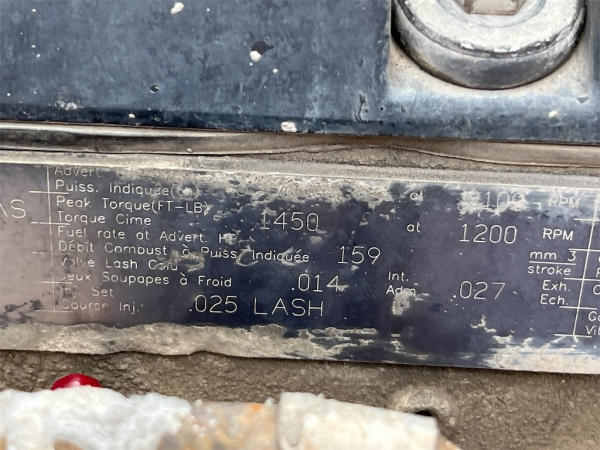 Advert
Puiss. Indiquée(ch) at RPM
Peak Torque(FT-LB)
Torque Cime 1450 at 1200 RPM
AS
Fuel rate at Advert. HP
Débit Combust à Puiss Indiquée 159 mm 3
stroke
Valve Lash Cold Int. Exh.
Jeux Soupapes à Froid .014 Adm. .027 Ech.
Inj. Set
Course Inj. .025 LASH